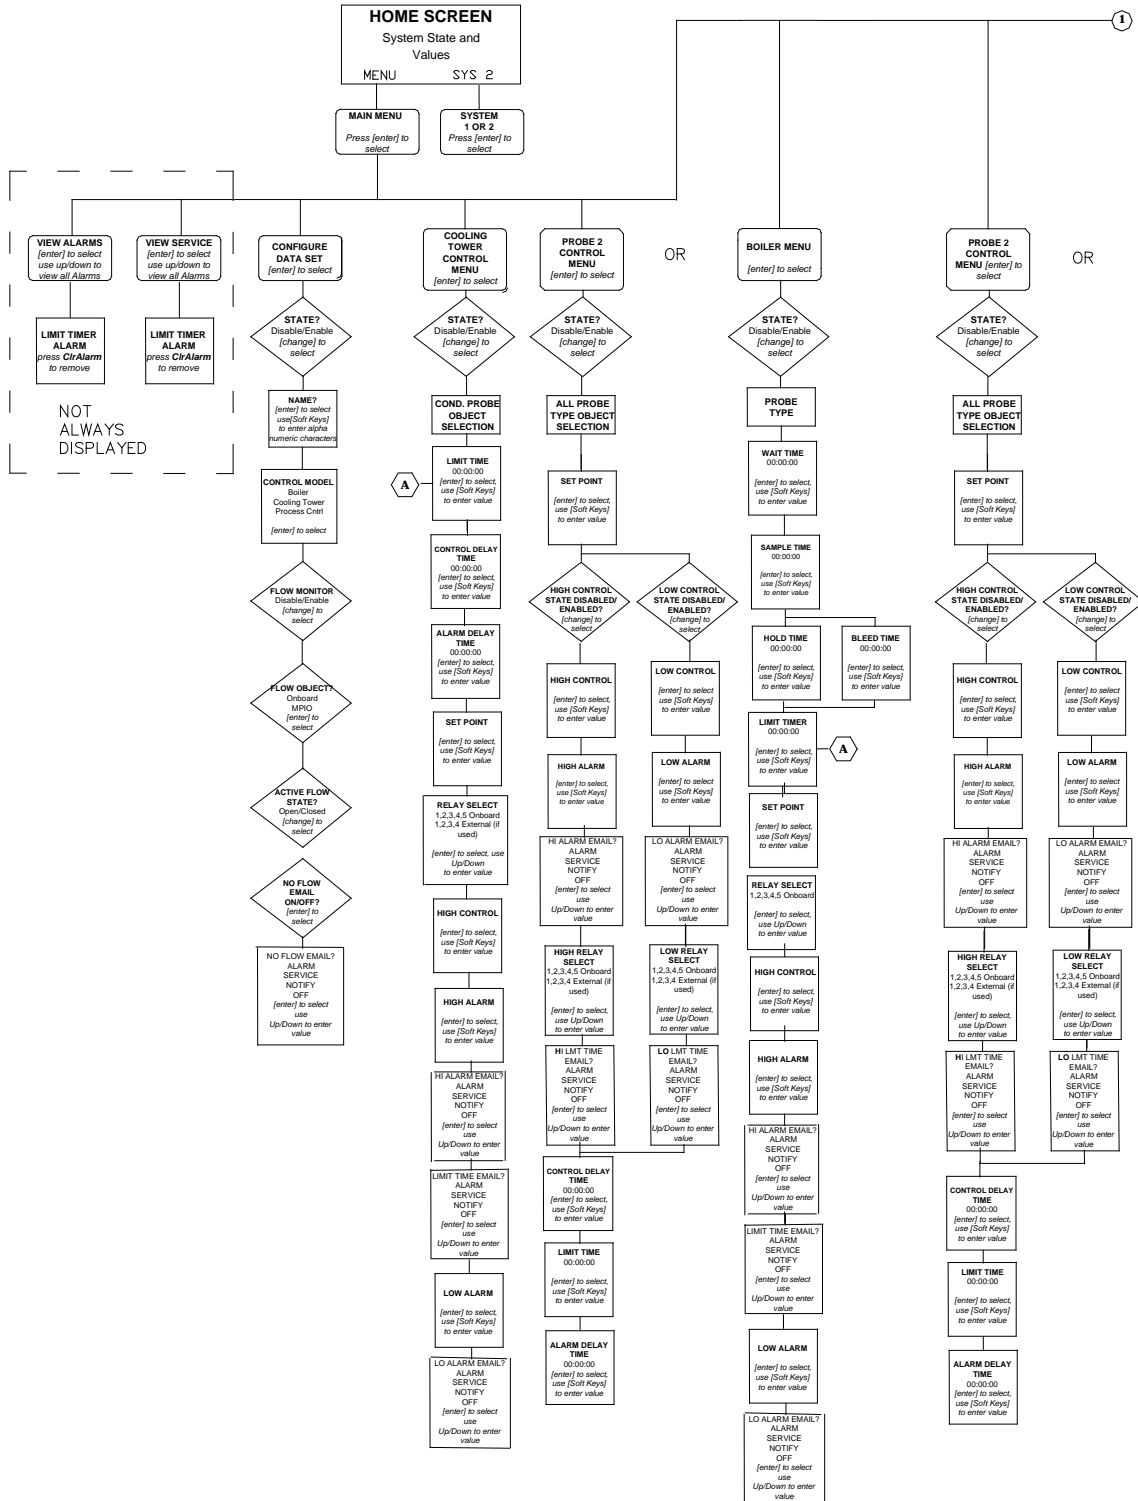 HOME SCREEN
System State and
Values
MENU
SYS 2
1
MAIN MENU
Press [enter] to
select
SYSTEM
1 OR 2
Press [enter] to
select
VIEW ALARMS
[enter] to select
use up/down to
view all Alarms
LIMIT TIMER
ALARM
press ClrAlarm
to remove
VIEW SERVICE
[enter] to select
use up/down to
view all Alarms
LIMIT TIMER
ALARM
press ClrAlarm
to remove
NOT
ALWAYS
DISPLAYED
CONFIGURE
DATA SET
[enter] to select
STATE?
Disable/Enable
[change] to
select
NAME?
[enter] to select
use[Soft Keys]
to enter alpha
numeric characters
CONTROL MODEL
Boiler
Cooling Tower
Process Cntrl
[enter] to select
FLOW MONITOR
Disable/Enable
[change] to
select
FLOW OBJECT?
Onboard
MPIO
[enter] to
select
ACTIVE FLOW
STATE?
Open/Closed
[change] to
select
NO FLOW
EMAIL
ON/OFF?
[enter] to
select
NO FLOW EMAIL?
ALARM
SERVICE
NOTIFY
OFF
[enter] to select
use
Up/Down to enter
value
COOLING
TOWER
CONTROL
MENU
[enter] to select
STATE?
Disable/Enable
[change] to
select
COND. PROBE
OBJECT
SELECTION
A
LIMIT TIME
00:00:00
[enter] to select,
use [Soft Keys]
to enter value
CONTROL DELAY
TIME
00:00:00
[enter] to select,
use [Soft Keys]
to enter value
ALARM DELAY
TIME
00:00:00
[enter] to select,
use [Soft Keys]
to enter value
SET POINT
[enter] to select,
use [Soft Keys]
to enter value
RELAY SELECT
1,2,3,4,5 Onboard
1,2,3,4 External (if
used)
[enter] to select, use
Up/Down
to enter value
HIGH CONTROL
[enter] to select,
use [Soft Keys]
to enter value
HIGH ALARM
[enter] to select,
use [Soft Keys]
to enter value
HI ALARM EMAIL?
ALARM
SERVICE
NOTIFY
OFF
[enter] to select
use
Up/Down to enter
value
LIMIT TIME EMAIL?
ALARM
SERVICE
NOTIFY
OFF
[enter] to select
use
Up/Down to enter
value
LOW ALARM
[enter] to select,
use [Soft Keys]
to enter value
LO ALARM EMAIL?
ALARM
SERVICE
NOTIFY
OFF
[enter] to select
use
Up/Down to enter
value
PROBE 2
CONTROL
MENU
[enter] to select
STATE?
Disable/Enable
[change] to
select
ALL PROBE
TYPE OBJECT
SELECTION
SET POINT
[enter] to select,
use [Soft Keys]
to enter value
HIGH CONTROL
STATE DISABLED/
ENABLED?
[change] to
select
HIGH CONTROL
[enter] to select,
use [Soft Keys]
to enter value
HIGH ALARM
[enter] to select,
use [Soft Keys]
to enter value
HI ALARM EMAIL?
ALARM
SERVICE
NOTIFY
OFF
[enter] to select
use
Up/Down to enter
value
HIGH RELAY
SELECT
1,2,3,4,5 Onboard
1,2,3,4 External (if
used)
[enter] to select,
use Up/Down
to enter value
HI LMT TIME
EMAIL?
ALARM
SERVICE
NOTIFY
OFF
[enter] to select
use
Up/Down to enter
value
LOW CONTROL
STATE DISABLED/
ENABLED?
[change] to
select
LOW CONTROL
[enter] to select
use [Soft Keys]
to enter value
LOW ALARM
[enter] to select,
use [Soft Keys]
to enter value
LO ALARM EMAIL?
ALARM
SERVICE
NOTIFY
OFF
[enter] to select
use
Up/Down to enter
value
LOW RELAY
SELECT
1,2,3,4,5 Onboard
1,2,3,4 External (if
used)
[enter] to select,
use Up/Down
to enter value
LO LMT TIME
EMAIL?
ALARM
SERVICE
NOTIFY
OFF
[enter] to select
use
Up/Down to enter
value
CONTROL DELAY
TIME
00:00:00
[enter] to select,
use [Soft Keys]
to enter value
LIMIT TIME
00:00:00
[enter] to select,
use [Soft Keys]
to enter value
ALARM DELAY
TIME
00:00:00
[enter] to select,
use [Soft Keys]
to enter value
OR
BOILER MENU
[enter] to select
STATE?
Disable/Enable
[change] to
select
PROBE
TYPE
WAIT TIME
00:00:00
[enter] to select,
use [Soft Keys]
to enter value
SAMPLE TIME
00:00:00
[enter] to select,
use [Soft Keys]
to enter value
HOLD TIME
00:00:00
[enter] to select,
use [Soft Keys]
to enter value
BLEED TIME
00:00:00
[enter] to select,
use [Soft Keys]
to enter value
LIMIT TIMER
00:00:00
[enter] to select,
use [Soft Keys]
to enter value
A
SET POINT
[enter] to select,
use [Soft Keys]
to enter value
RELAY SELECT
1,2,3,4,5 Onboard
[enter] to select,
use Up/Down
to enter value
HIGH CONTROL
[enter] to select,
use [Soft Keys]
to enter value
HIGH ALARM
[enter] to select,
use [Soft Keys]
to enter value
HI ALARM EMAIL?
ALARM
SERVICE
NOTIFY
OFF
[enter] to select
use
Up/Down to enter
value
LIMIT TIME EMAIL?
ALARM
SERVICE
NOTIFY
OFF
[enter] to select
use
Up/Down to enter
value
LOW ALARM
[enter] to select,
use [Soft Keys]
to enter value
LO ALARM EMAIL?
ALARM
SERVICE
NOTIFY
OFF
[enter] to select
use
Up/Down to enter
value
PROBE 2
CONTROL
MENU [enter] to
select
STATE?
Disable/Enable
[change] to
select
ALL PROBE
TYPE OBJECT
SELECTION
SET POINT
[enter] to select,
use [Soft Keys]
to enter value
HIGH CONTROL
STATE DISABLED/
ENABLED?
[change] to
select
HIGH CONTROL
[enter] to select,
use [Soft Keys]
to enter value
HIGH ALARM
[enter] to select,
use [Soft Keys]
to enter value
HI ALARM EMAIL?
ALARM
SERVICE
NOTIFY
OFF
[enter] to select
use
Up/Down to enter
value
HIGH RELAY
SELECT
1,2,3,4,5 Onboard
1,2,3,4 External (if
used)
[enter] to select,
use Up/Down
to enter value
HI LMT TIME
EMAIL?
ALARM
SERVICE
NOTIFY
OFF
[enter] to select
use
Up/Down to enter
value
LOW CONTROL
STATE DISABLED/
ENABLED?
[change] to
select
LOW CONTROL
[enter] to select
use [Soft Keys]
to enter value
LOW ALARM
[enter] to select,
use [Soft Keys]
to enter value
LO ALARM EMAIL?
ALARM
SERVICE
NOTIFY
OFF
[enter] to select
use
Up/Down to enter
value
LOW RELAY
SELECT
1,2,3,4,5 Onboard
1,2,3,4 External (if
used)
[enter] to select,
use Up/Down
to enter value
LO LMT TIME
EMAIL?
ALARM
SERVICE
NOTIFY
OFF
[enter] to select
use
Up/Down to enter
value
CONTROL DELAY
TIME
00:00:00
[enter] to select,
use [Soft Keys]
to enter value
LIMIT TIME
00:00:00
[enter] to select,
use [Soft Keys]
to enter value
ALARM DELAY
TIME
00:00:00
[enter] to select,
use [Soft Keys]
to enter value
OR